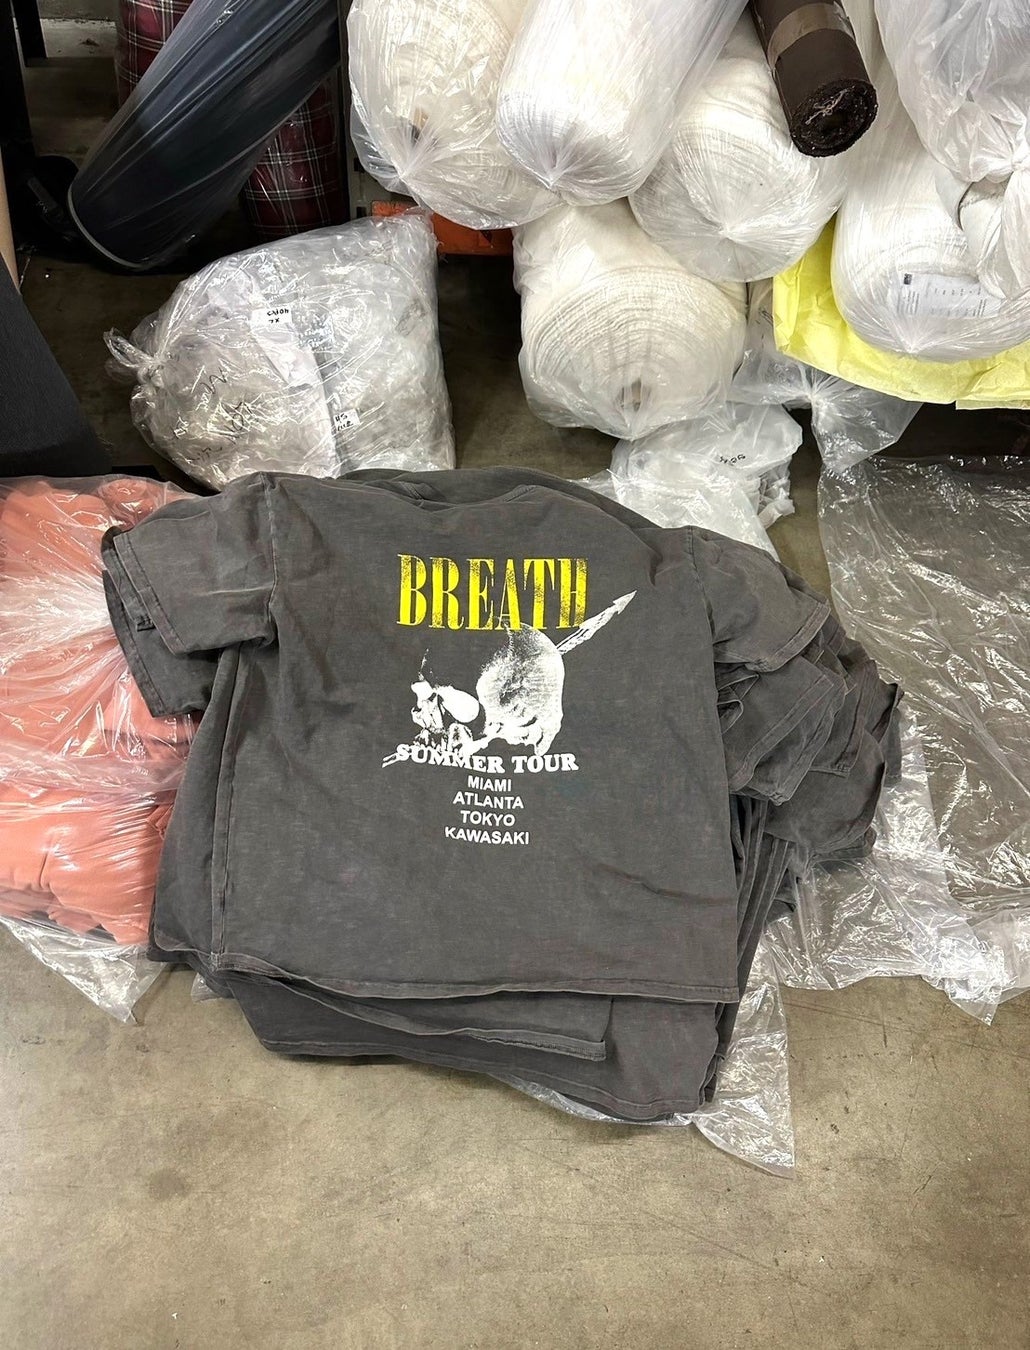 BREATH
SUMMER TOUR
MIAMI
ATLANTA
TOKYO
KAWASAKI